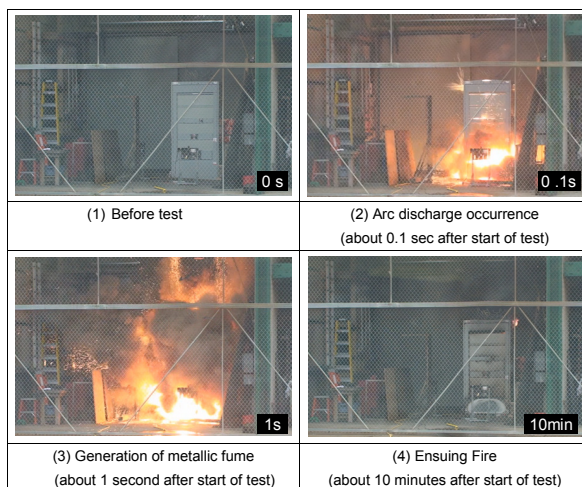 0 s
0 .1s
(1) Before test
(2) Arc discharge occurrence
(about 0.1 sec after start of test)
1s
10min
(3) Generation of metallic fume
(about 1 second after start of test)
(4) Ensuing Fire
(about 10 minutes after start of test)